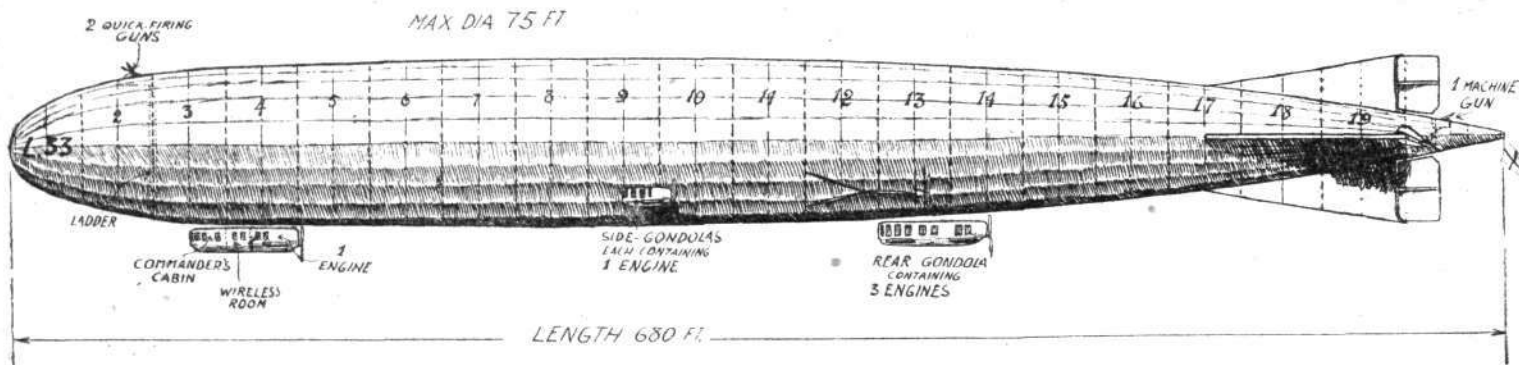 MAX DIA 75 FT
2 QUICK-FIRING
GUNS
1 MACHINE
GUN
L 33
2 3 4 5 6 7 8 9 10 11 12 13 14 15 16 17 18 19
LADDER
COMMANDER'S
CABIN
WIRELESS
ROOM
1
ENGINE
SIDE-GONDOLAS
EACH CONTAINING
1 ENGINE
REAR GONDOLA
CONTAINING
3 ENGINES
LENGTH 680 FT.